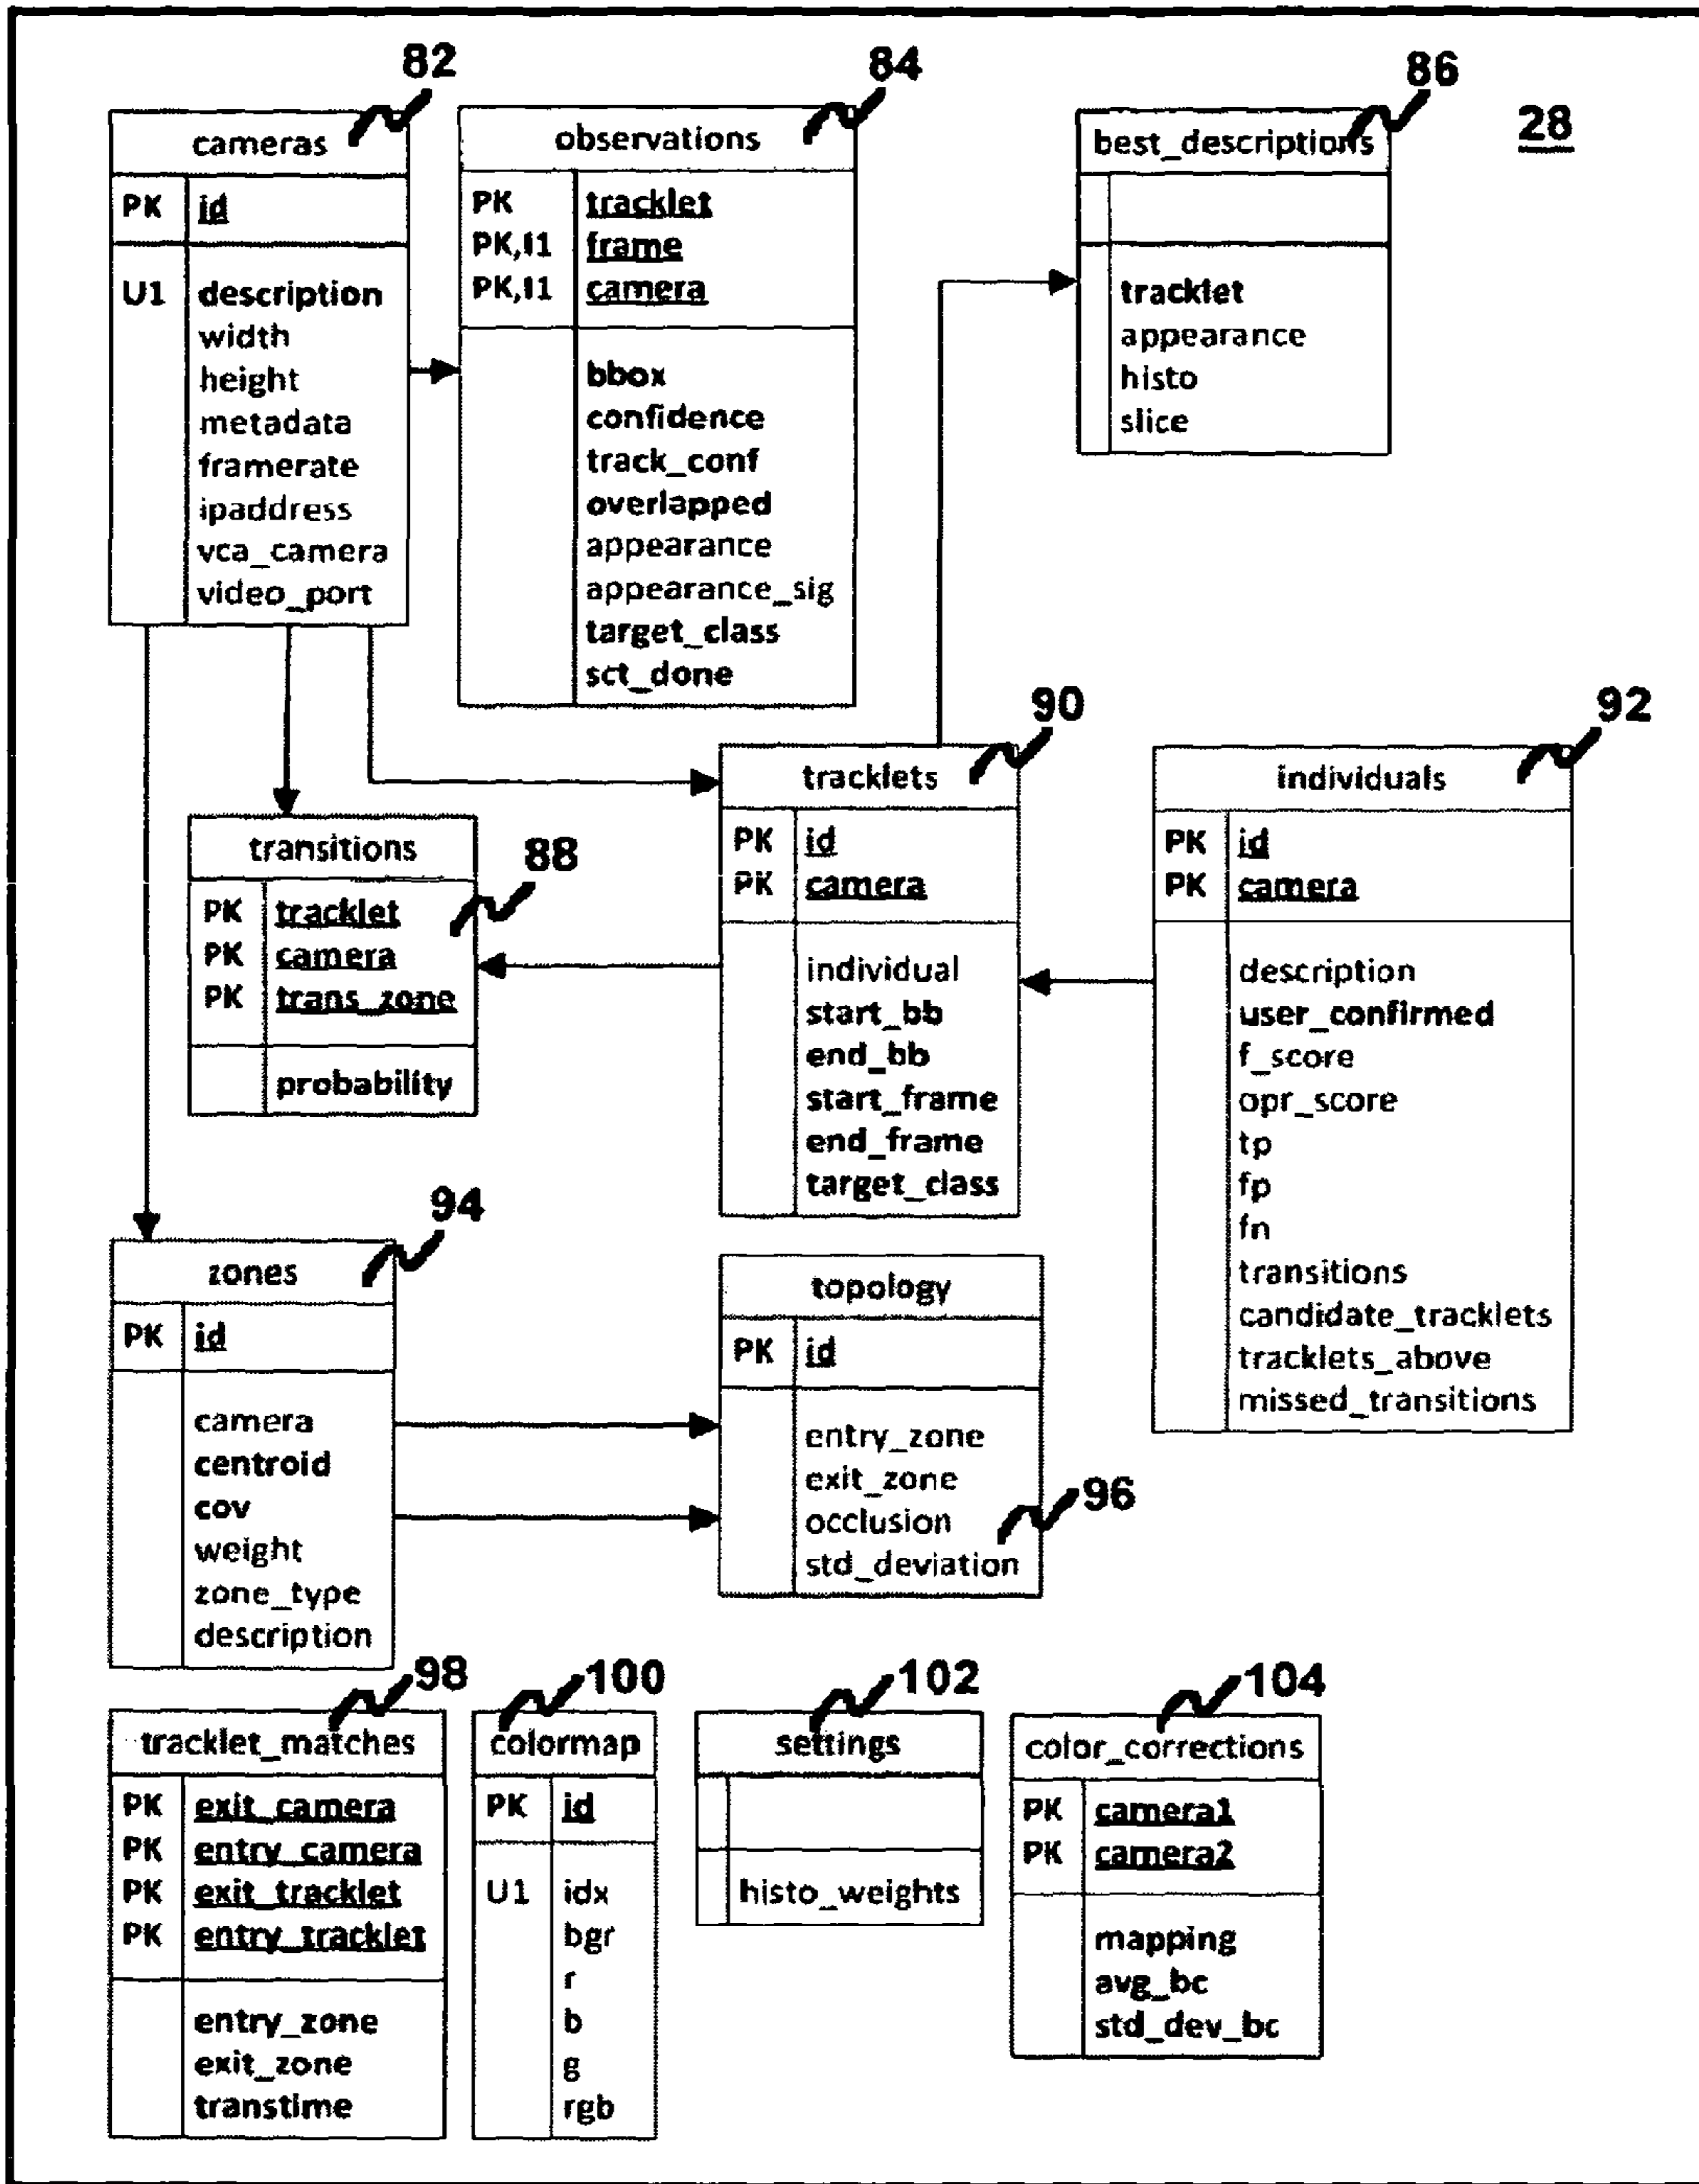 82
84
86
28
cameras
PK id
U1 description
width
height
metadata
framerate
ipaddress
vca_camera
video_port
observations
PK tracklet
PK,I1 frame
PK,I1 camera
bbox
confidence
track_conf
overlapped
appearance
appearance_sig
target_class
sct_done
best_descriptions
tracklet
appearance
histo
slice
90
92
88
transitions
PK tracklet
PK camera
PK trans_zone
probability
tracklets
PK id
PK camera
individual
start_bb
end_bb
start_frame
end_frame
target_class
individuals
PK id
PK camera
description
user_confirmed
f_score
opr_score
tp
fp
fn
transitions
candidate_tracklets
tracklets_above
missed_transitions
94
zones
PK id
camera
centroid
cov
weight
zone_type
description
topology
PK id
entry_zone
exit_zone
occlusion
std_deviation
96
98
100
102
104
tracklet_matches
PK exit_camera
PK entry_camera
PK exit_tracklet
PK entry_tracklet
entry_zone
exit_zone
transtime
colormap
PK id
U1 idx
bgr
r
b
g
rgb
settings
histo_weights
color_corrections
PK camera1
PK camera2
mapping
avg_bc
std_dev_bc